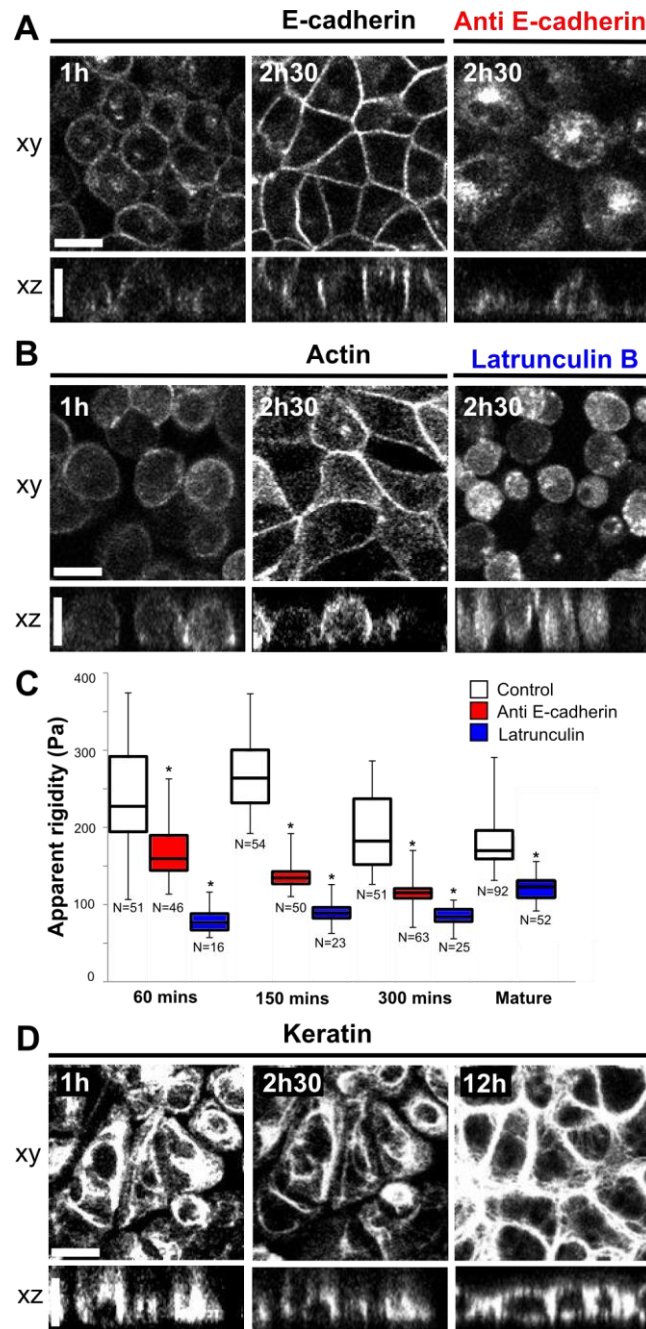 A
E-cadherin Anti E-cadherin
1h 2h30 2h30
xy
xz
B
Actin Latrunculin B
1h 2h30 2h30
xy
xz
C
Apparent rigidity (Pa)
400
300
200
100
0
Control
Anti E-cadherin
Latrunculin
* * * * * * *
N=51 N=46 N=16 N=54 N=50 N=23 N=51 N=63 N=25 N=92 N=52
60 mins 150 mins 300 mins Mature
D
Keratin
1h 2h30 12h
xy
xz